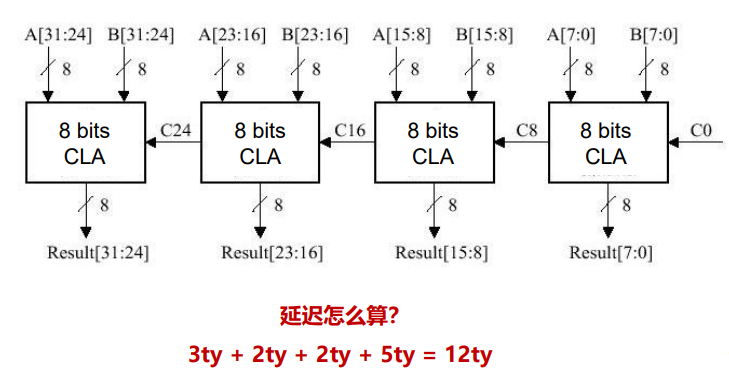 A[31:24] B[31:24] A[23:16] B[23:16] A[15:8] B[15:8] A[7:0] B[7:0]
8 8 8 8 8 8 8 8
8 bits CLA C24 8 bits CLA C16 8 bits CLA C8 8 bits CLA C0
8 8 8 8
Result[31:24] Result[23:16] Result[15:8] Result[7:0]
延迟怎么算？
3ty + 2ty + 2ty + 5ty = 12ty